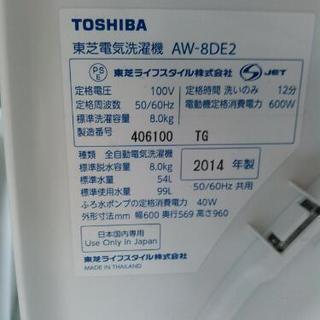 TOSHIBA
東芝電気洗濯機 AW-8DE2
PS E 東芝ライフスタイル株式会社 JET
定格電圧 100V 定格時間 洗いのみ 12分
定格周波数 50/60Hz 電動機定格消費電力 600W
標準洗濯容量 8.0kg
製造番号 406100 TG
種類 全自動電気洗濯機 2014 年製
標準脱水容量 8.0kg
標準水量 54L
標準使用水量 99L 50/60Hz 共用
ふろ水ポンプの定格消費電力 40W
外形寸法mm 幅600 奥行569 高さ960
日本国内専用
Use Only in Japan
東芝ライフスタイル株式会社
MADE IN THAILAND